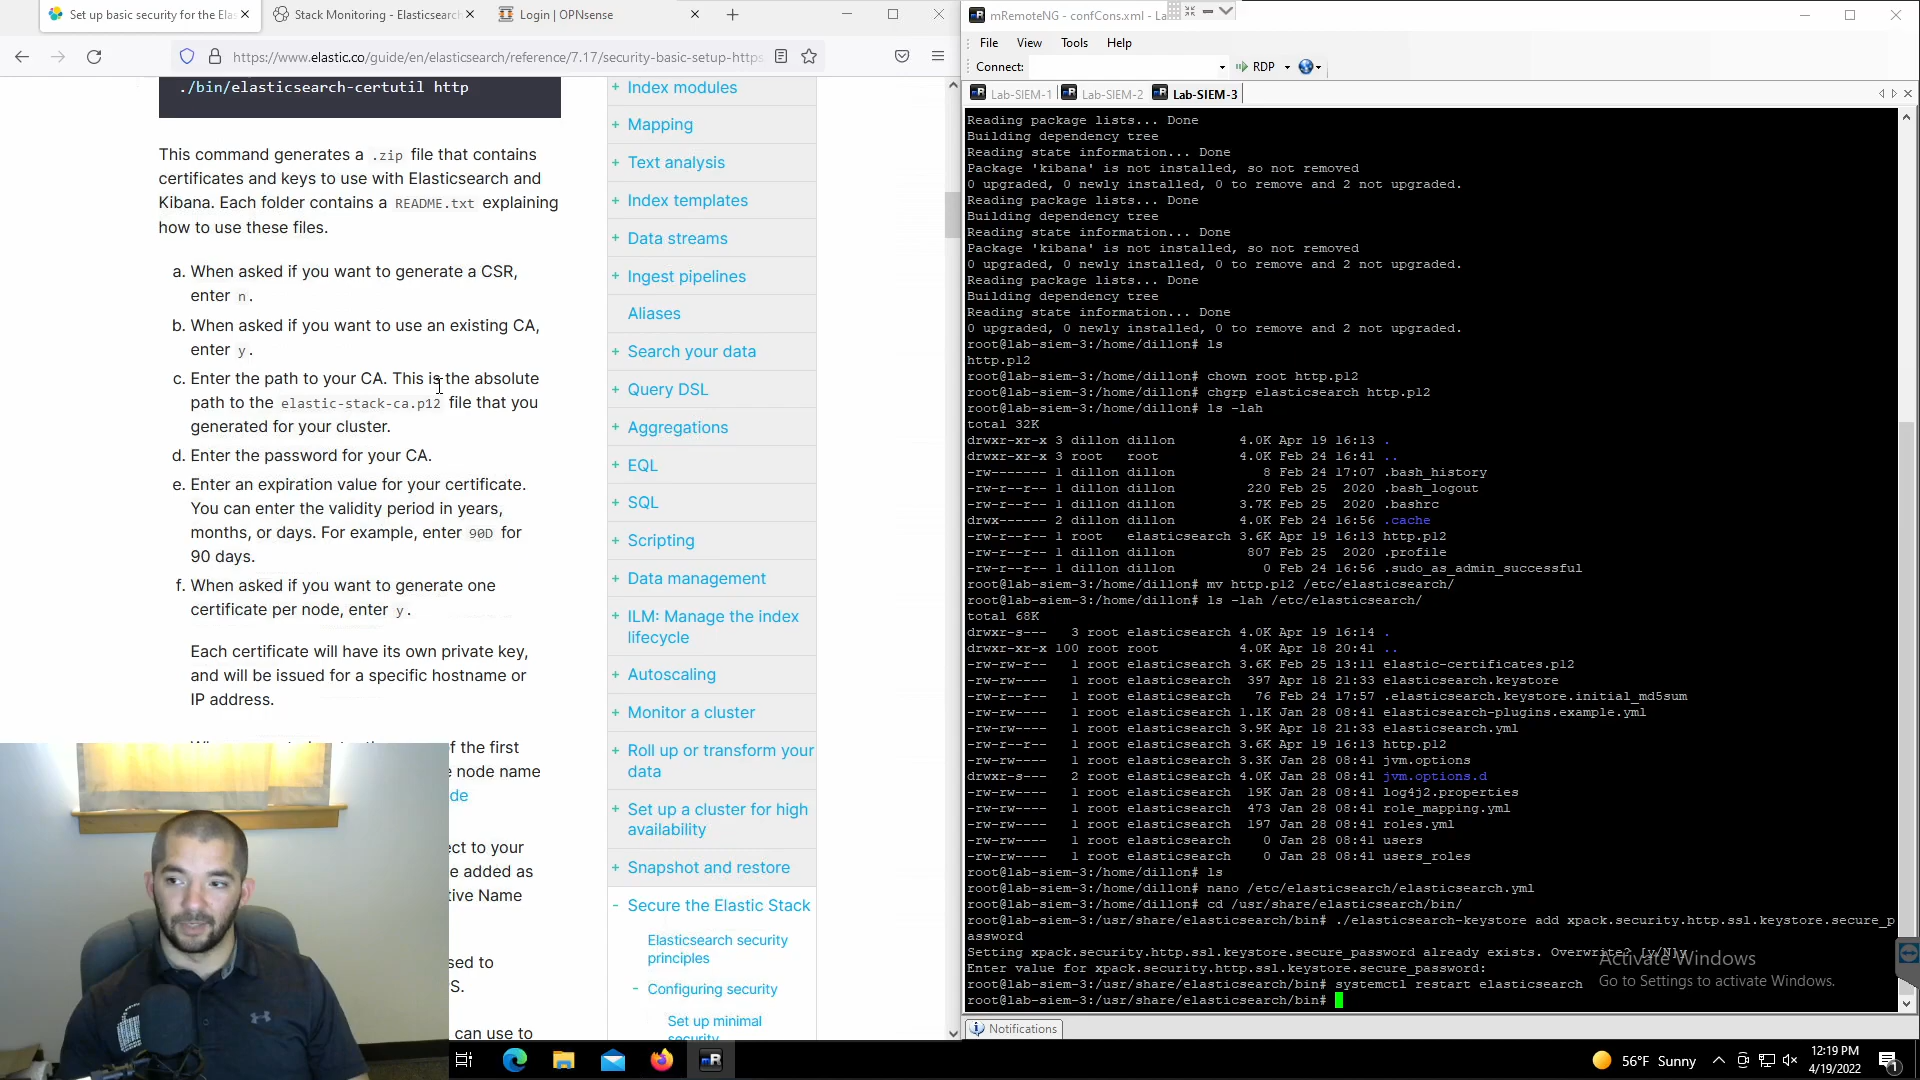 Set up basic security for the Ela
Stack Monitoring - Elasticsearch
Login | OPNsense
https://www.elastic.co/guide/en/elasticsearch/reference/7.17/security-basic-setup-https.
./bin/elasticsearch-certutil http
This command generates a .zip file that contains
certificates and keys to use with Elasticsearch and
Kibana. Each folder contains a README.txt explaining
how to use these files.
a. When asked if you want to generate a CSR,
enter n.
b. When asked if you want to use an existing CA,
enter y.
c. Enter the path to your CA. This is the absolute
path to the elastic-stack-ca.p12 file that you
generated for your cluster.
d. Enter the password for your CA.
e. Enter an expiration value for your certificate.
You can enter the validity period in years,
months, or days. For example, enter 90D for
90 days.
f. When asked if you want to generate one
certificate per node, enter y.
Each certificate will have its own private key,
and will be issued for a specific hostname or
IP address.
of the first
node name
de
ect to your
e added as
tive Name
sed to
S.
can use to
+ Index modules
+ Mapping
+ Text analysis
+ Index templates
+ Data streams
+ Ingest pipelines
Aliases
+ Search your data
+ Query DSL
+ Aggregations
+ EQL
+ SQL
+ Scripting
+ Data management
+ ILM: Manage the index
lifecycle
+ Autoscaling
+ Monitor a cluster
+ Roll up or transform your
data
+ Set up a cluster for high
availability
+ Snapshot and restore
- Secure the Elastic Stack
Elasticsearch security
principles
- Configuring security
Set up minimal
security
mRemoteNG - confCons.xml - La
File View Tools Help
Connect: RDP
Lab-SIEM-1 Lab-SIEM-2 Lab-SIEM-3
Reading package lists... Done
Building dependency tree
Reading state information... Done
Package 'kibana' is not installed, so not removed
0 upgraded, 0 newly installed, 0 to remove and 2 not upgraded.
Reading package lists... Done
Building dependency tree
Reading state information... Done
Package 'kibana' is not installed, so not removed
0 upgraded, 0 newly installed, 0 to remove and 2 not upgraded.
Reading package lists... Done
Building dependency tree
Reading state information... Done
0 upgraded, 0 newly installed, 0 to remove and 2 not upgraded.
root@lab-siem-3:/home/dillon# ls
http.p12
root@lab-siem-3:/home/dillon# chown root http.p12
root@lab-siem-3:/home/dillon# chgrp elasticsearch http.p12
root@lab-siem-3:/home/dillon# ls -lah
total 32K
drwxr-xr-x 3 dillon dillon 4.0K Apr 19 16:13 .
drwxr-xr-x 3 root root 4.0K Feb 24 16:41 ..
-rw------- 1 dillon dillon 8 Feb 24 17:07 .bash_history
-rw-r--r-- 1 dillon dillon 220 Feb 25 2020 .bash_logout
-rw-r--r-- 1 dillon dillon 3.7K Feb 25 2020 .bashrc
drwx------ 2 dillon dillon 4.0K Feb 24 16:56 .cache
-rw-r--r-- 1 root elasticsearch 3.6K Apr 19 16:13 http.p12
-rw-r--r-- 1 dillon dillon 807 Feb 25 2020 .profile
-rw-r--r-- 1 dillon dillon 0 Feb 24 16:56 .sudo_as_admin_successful
root@lab-siem-3:/home/dillon# mv http.p12 /etc/elasticsearch/
root@lab-siem-3:/home/dillon# ls -lah /etc/elasticsearch/
total 68K
drwxr-s--- 3 root elasticsearch 4.0K Apr 19 16:14 .
drwxr-xr-x 100 root root 4.0K Apr 18 20:41 ..
-rw-rw-r-- 1 root elasticsearch 3.6K Feb 25 13:11 elastic-certificates.p12
-rw-rw---- 1 root elasticsearch 397 Apr 18 21:33 elasticsearch.keystore
-rw-r--r-- 1 root elasticsearch 76 Feb 24 17:57 .elasticsearch.keystore.initial_md5sum
-rw-rw---- 1 root elasticsearch 1.1K Jan 28 08:41 elasticsearch-plugins.example.yml
-rw-rw---- 1 root elasticsearch 3.9K Apr 18 21:33 elasticsearch.yml
-rw-r--r-- 1 root elasticsearch 3.6K Apr 19 16:13 http.p12
-rw-rw---- 1 root elasticsearch 3.3K Jan 28 08:41 jvm.options
drwxr-s--- 2 root elasticsearch 4.0K Jan 28 08:41 jvm.options.d
-rw-rw---- 1 root elasticsearch 19K Jan 28 08:41 log4j2.properties
-rw-rw---- 1 root elasticsearch 473 Jan 28 08:41 role_mapping.yml
-rw-rw---- 1 root elasticsearch 197 Jan 28 08:41 roles.yml
-rw-rw---- 1 root elasticsearch 0 Jan 28 08:41 users
-rw-rw---- 1 root elasticsearch 0 Jan 28 08:41 users_roles
root@lab-siem-3:/home/dillon# ls
root@lab-siem-3:/home/dillon# nano /etc/elasticsearch/elasticsearch.yml
root@lab-siem-3:/home/dillon# cd /usr/share/elasticsearch/bin/
root@lab-siem-3:/usr/share/elasticsearch/bin# ./elasticsearch-keystore add xpack.security.http.ssl.keystore.secure_p
assword
Setting xpack.security.http.ssl.keystore.secure_password already exists. Overwrite? [y/N]y
Enter value for xpack.security.http.ssl.keystore.secure_password:
root@lab-siem-3:/usr/share/elasticsearch/bin# systemctl restart elasticsearch
root@lab-siem-3:/usr/share/elasticsearch/bin#
Activate Windows
Go to Settings to activate Windows.
Notifications
56°F Sunny
12:19 PM
4/19/2022
1